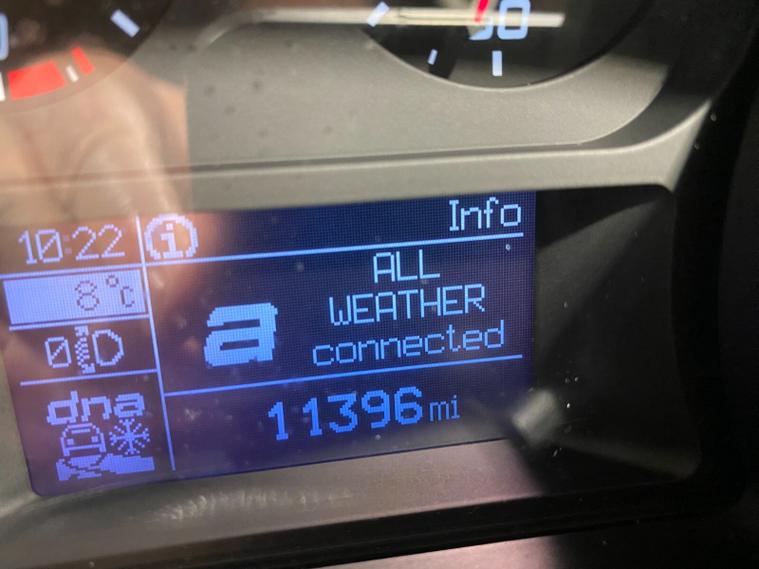 Info
10:22
8°C
ALL
WEATHER
a
connected
0
dna
11396 mi